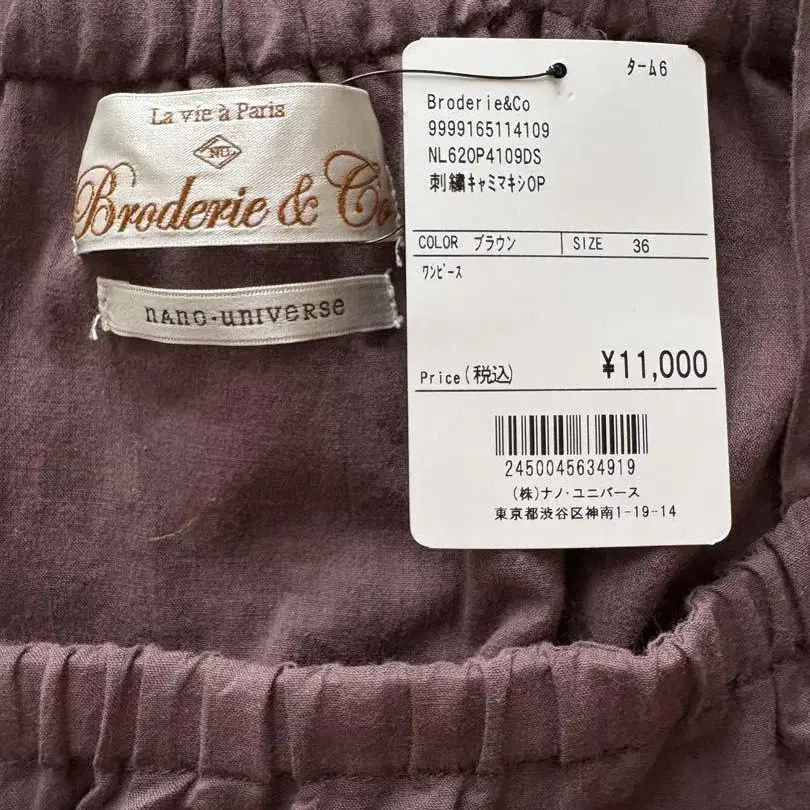 La vie à Paris
NU
Broderie & Co
nano·universe
ターム6
Broderie&Co
9999165114109
NL620P4109DS
刺繍キャミマキシOP
COLOR ブラウン SIZE 36
ワンピース
Price(税込) ¥11,000
2450045634919
(株)ナノ・ユニバース
東京都渋谷区神南1-19-14